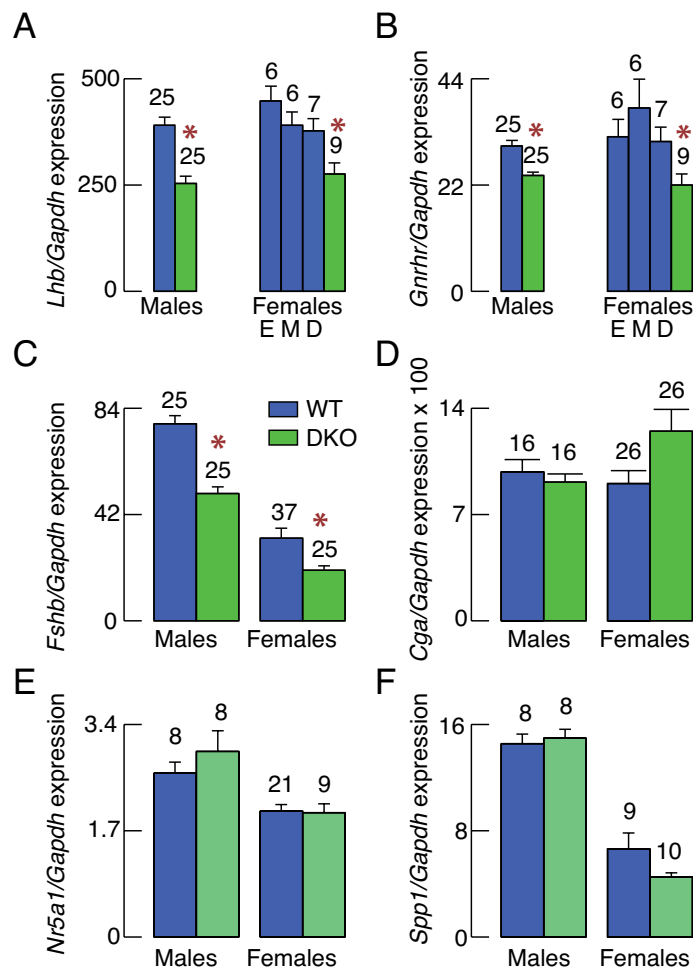 A
Lhb/Gapdh expression
500
250
0
25
*
25
6
6
7
*
9
Males
Females
E M D
B
Gnrhr/Gapdh expression
44
22
0
25
*
25
6
6
7
*
9
Males
Females
E M D
C
Fshb/Gapdh expression
84
42
0
25
*
25
37
*
25
WT
DKO
Males
Females
D
Cga/Gapdh expression x 100
14
7
0
16
16
26
26
Males
Females
E
Nr5a1/Gapdh expression
3.4
1.7
0
8
8
21
9
Males
Females
F
Spp1/Gapdh expression
16
8
0
8
8
9
10
Males
Females